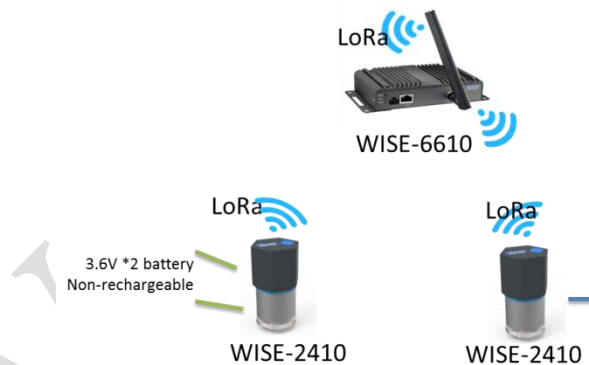 LoRa
WISE-6610
LoRa
LoRa
3.6V *2 battery
Non-rechargeable
WISE-2410
WISE-2410